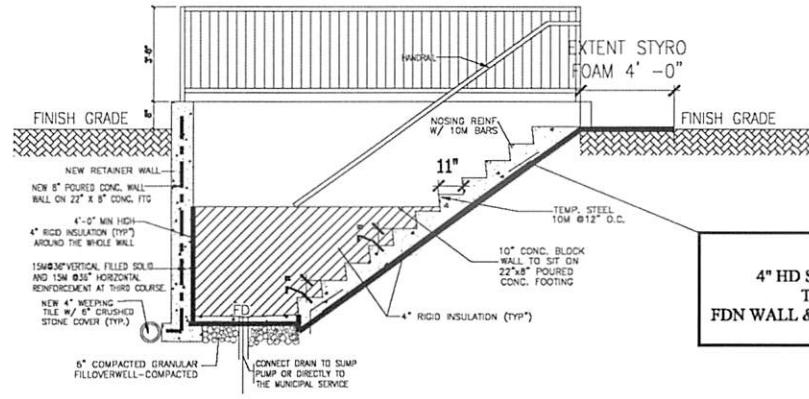 3'-0"
HANDRAIL
EXTENT STYRO
FOAM 4' -0"
FINISH GRADE
FINISH GRADE
NOSING REINF.
W/ 10M BARS
NEW RETAINER WALL
NEW 8" POURED CONC. WALL
WALL ON 22" X 8" CONC. FTG
11"
4'-0" MIN HIGH
4" RIGID INSULATION (TYP")
AROUND THE WHOLE WALL
TEMP. STEEL
10M @12" O.C.
10" CONC. BLOCK
WALL TO SIT ON
22"x8" POURED
CONC. FOOTING
15M@36"VERTICAL FILLED SOLID
AND 15M @36" HORIZONTAL
REINFORCEMENT AT THIRD COURSE.
NEW 4" WEEPING
TILE W/ 6" CRUSHED
STONE COVER (TYP.)
FD
4" RIGID INSULATION (TYP")
4" HD S
T
FDN WALL &
6" COMPACTED GRANULAR
FILLOVERWELL-COMPACTED
CONNECT DRAIN TO SUMP
PUMP OR DIRECTLY TO
THE MUNICIPAL SERVICE